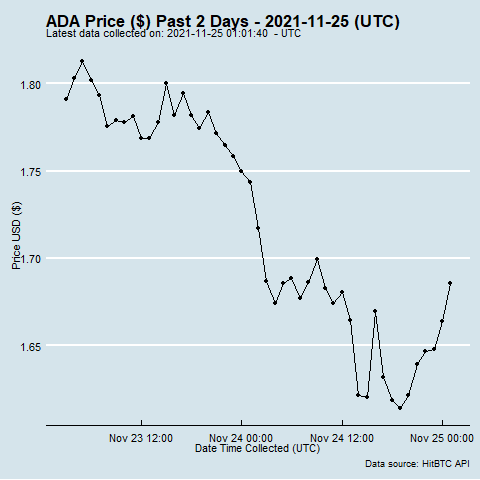 ADA Price ($) Past 2 Days - 2021-11-25 (UTC)
Latest data collected on: 2021-11-25 01:01:40  - UTC
1.80
1.75
1.70
1.65
Price USD ($)
Nov 23 12:00
Nov 24 00:00
Nov 24 12:00
Nov 25 00:00
Date Time Collected (UTC)
Data source: HitBTC API